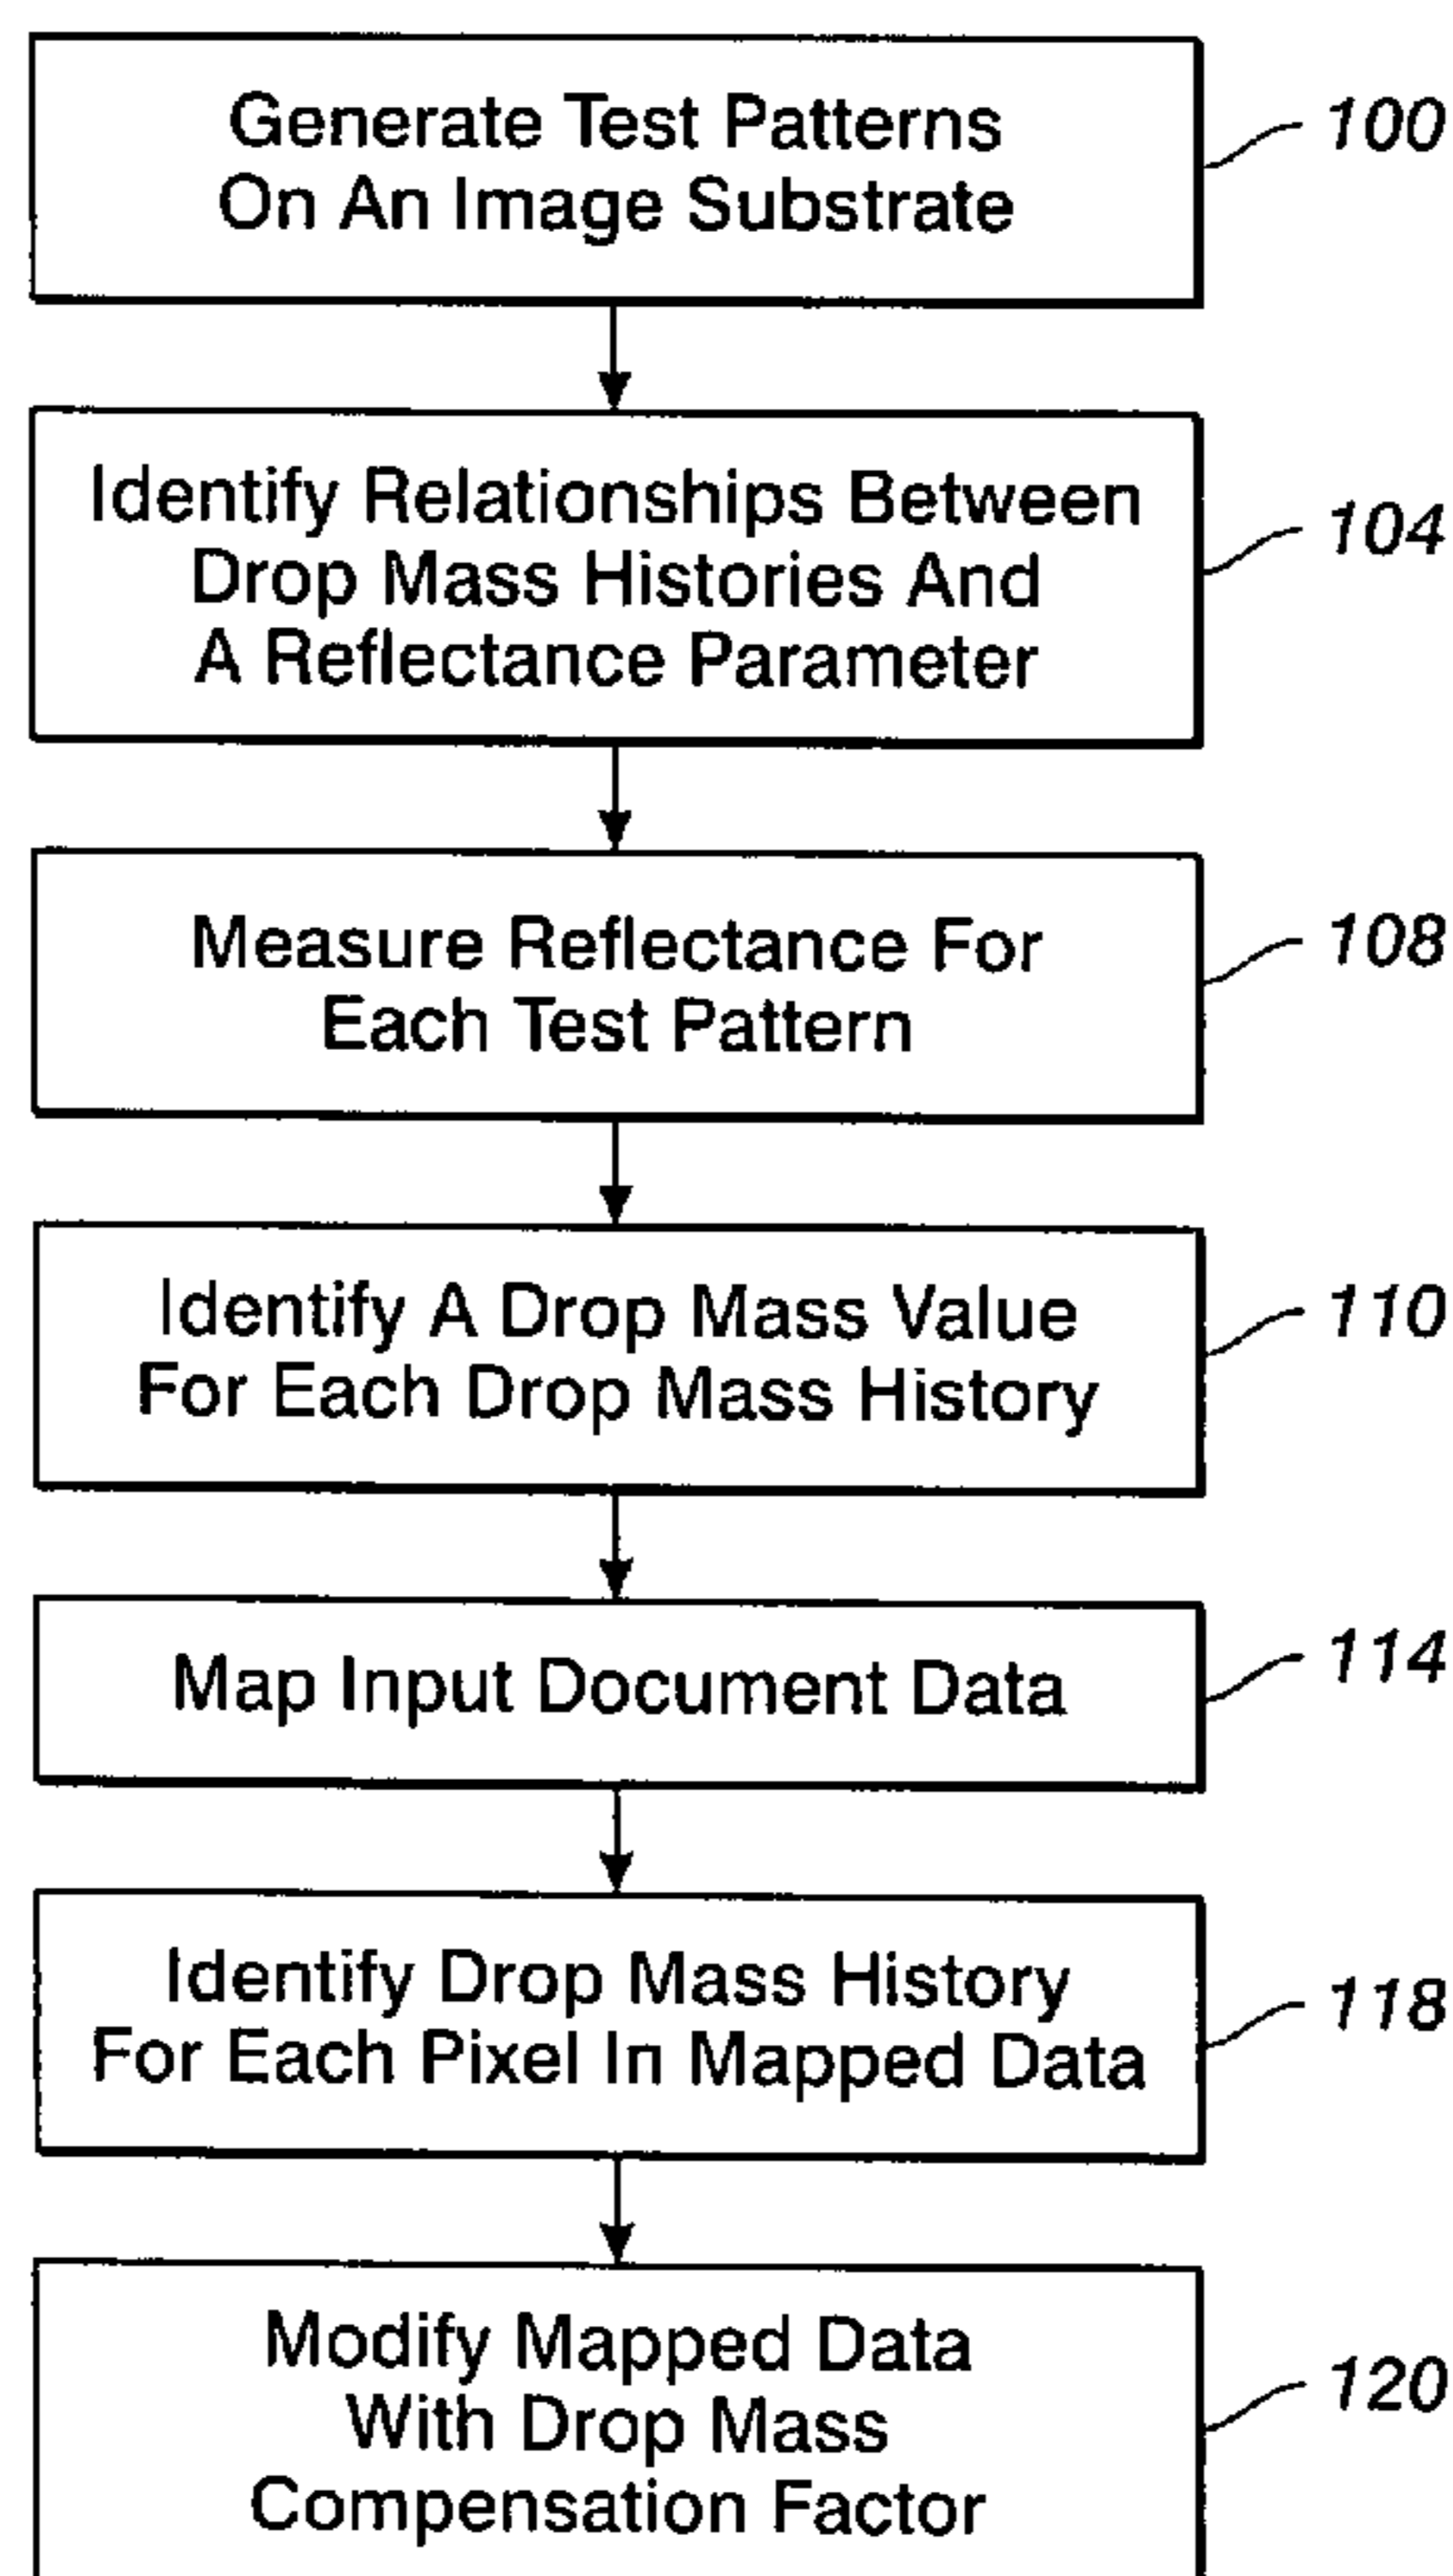 Generate Test Patterns
On An Image Substrate
100
Identify Relationships Between
Drop Mass Histories And
A Reflectance Parameter
104
Measure Reflectance For
Each Test Pattern
108
Identify A Drop Mass Value
For Each Drop Mass History
110
Map Input Document Data
114
Identify Drop Mass History
For Each Pixel In Mapped Data
118
Modify Mapped Data
With Drop Mass
Compensation Factor
120